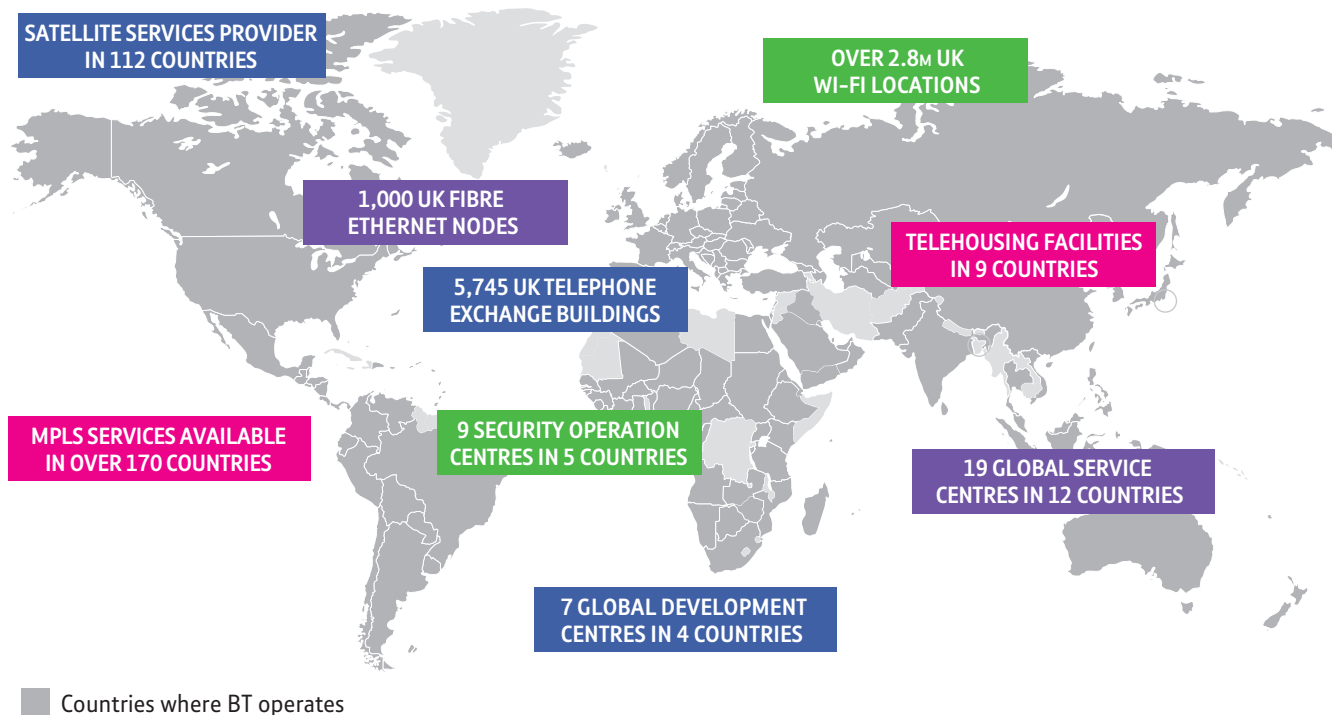 SATELLITE SERVICES PROVIDER
IN 112 COUNTRIES
OVER 2.8M UK
WI-FI LOCATIONS
1,000 UK FIBRE
ETHERNET NODES
TELEHOUSING FACILITIES
IN 9 COUNTRIES
5,745 UK TELEPHONE
EXCHANGE BUILDINGS
MPLS SERVICES AVAILABLE
IN OVER 170 COUNTRIES
9 SECURITY OPERATION
CENTRES IN 5 COUNTRIES
19 GLOBAL SERVICE
CENTRES IN 12 COUNTRIES
7 GLOBAL DEVELOPMENT
CENTRES IN 4 COUNTRIES
Countries where BT operates